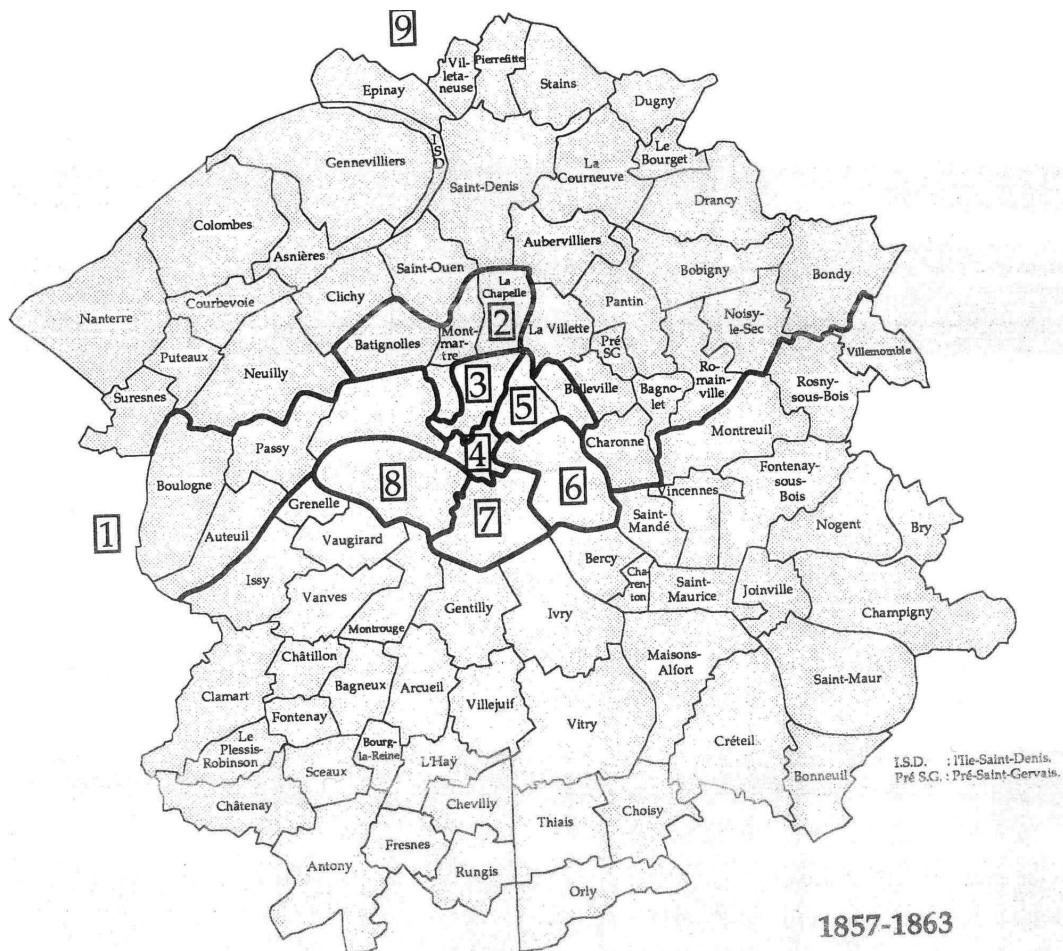 9
Vil-
leta-
neuse
Pierrefitte
Stains
Epinay
Dugny
I
S
D
Gennevilliers
Saint-Denis
La
Courneuve
Le
Bourget
Drancy
Colombes
Asnières
Aubervilliers
Saint-Ouen
La
Chapelle
Bobigny
Bondy
Nanterre
Courbevoie
Clichy
Pantin
2
Mont-
mar-
tre
La Villette
Noisy-
le-Sec
Batignolles
Pré
SG
Villemomble
Puteaux
Neuilly
Ro-
main-
ville
Rosny-
sous-Bois
Suresnes
3
Belleville
Bagno-
let
5
Montreuil
Passy
Charonne
4
Boulogne
8
6
Fontenay-
sous-
Bois
Vincennes
Grenelle
7
Saint-
Mandé
Nogent
Bry
1
Auteuil
Vaugirard
Bercy
Issy
Cha-
ren-
ton
Saint-
Maurice
Joinville
Vanves
Gentilly
Ivry
Champigny
Montrouge
Châtillon
Maisons-
Alfort
Clamart
Bagneux
Arcueil
Villejuif
Saint-Maur
Fontenay
Vitry
Le
Plessis-
Robinson
Bourg-
la-Reine
Créteil
Sceaux
L'Haÿ
Bonneuil
I.S.D. : l'Ile-Saint-Denis.
Pré S.G. : Pré-Saint-Gervais.
Châtenay
Chevilly
Thiais
Choisy
Fresnes
Antony
Rungis
Orly
1857-1863